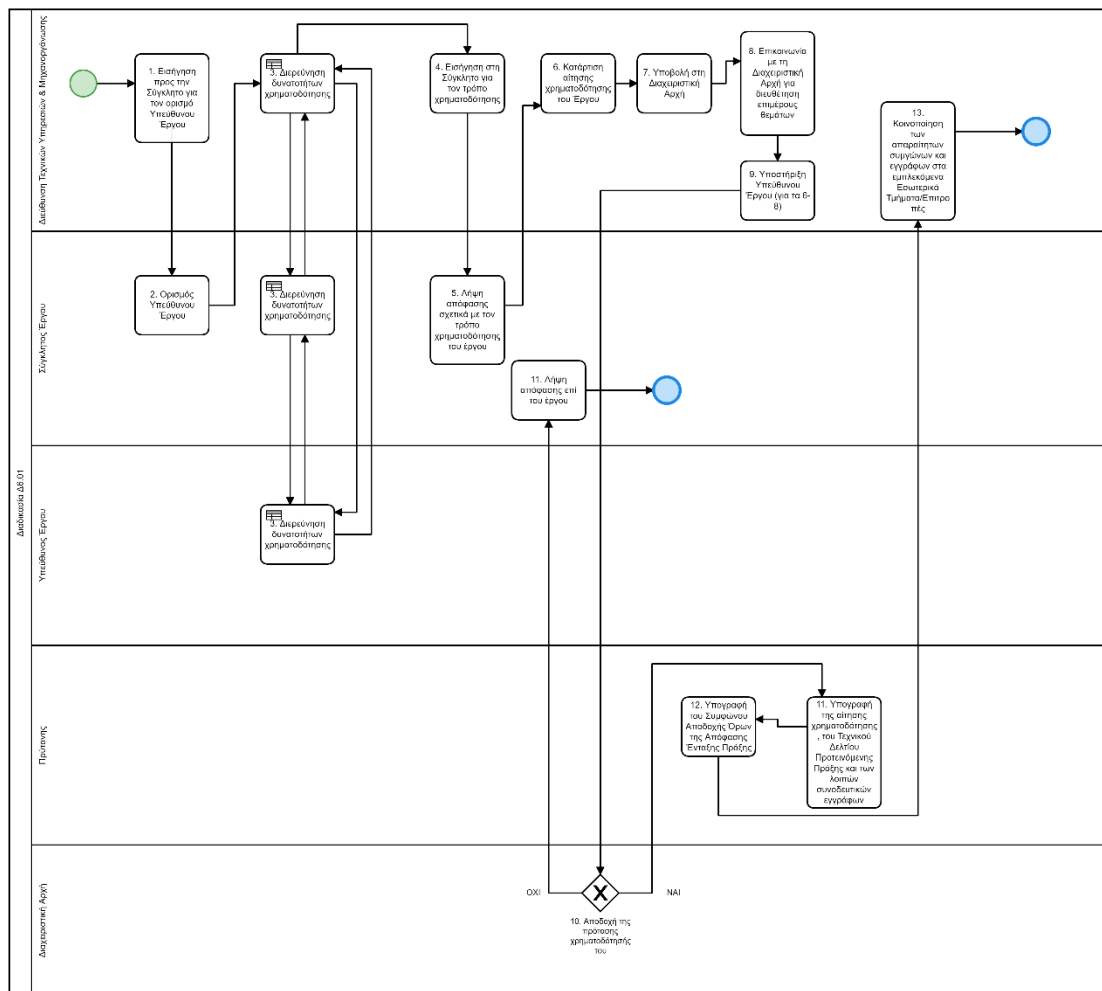 Διαδικασία Δ6.01
Διεύθυνση Τεχνικών Υπηρεσιών & Μηχανοργάνωσης
1. Εισήγηση
προς την
Σύγκλητο για
τον ορισμό
Υπεύθυνου
Έργου
3. Διερεύνηση
δυνατοτήτων
χρηματοδότησης
4. Εισήγηση στη
Σύγκλητο για
τον τρόπο
χρηματοδότησης
6. Κατάρτιση
αίτησης
χρηματοδότησης
του Έργου
7. Υποβολή στη
Διαχειριστική
Αρχή
8. Επικοινωνία
με τη
Διαχειριστική
Αρχή για
διευθέτηση
επιμέρους
θεμάτων
9. Υποστήριξη
Υπεύθυνου
Έργου (για τα 6-
8)
13.
Κοινοποίηση
των
απαραίτητων
συμφώνων και
εγγράφων στα
εμπλεκόμενα
Εσωτερικά
Τμήματα/Επιτρο
πές
Σύγκλητος Έργου
2. Ορισμός
Υπεύθυνου
Έργου
3. Διερεύνηση
δυνατοτήτων
χρηματοδότησης
5. Λήψη
απόφασης
σχετικά με τον
τρόπο
χρηματοδότησης
του έργου
11. Λήψη
απόφασης επί
του έργου
Υπεύθυνος Έργου
3. Διερεύνηση
δυνατοτήτων
χρηματοδότησης
Πρύτανης
12. Υπογραφή
του Συμφώνου
Αποδοχής Όρων
της Απόφασης
Ένταξης Πράξης
11. Υπογραφή
της αίτησης
χρηματοδότησης
, του Τεχνικού
Δελτίου
Προτεινόμενης
Πράξης και των
λοιπών
συνοδευτικών
εγγράφων
Διαχειριστική Αρχή
ΟΧΙ
ΝΑΙ
10. Αποδοχή της
πρότασης
χρηματοδότησής
του